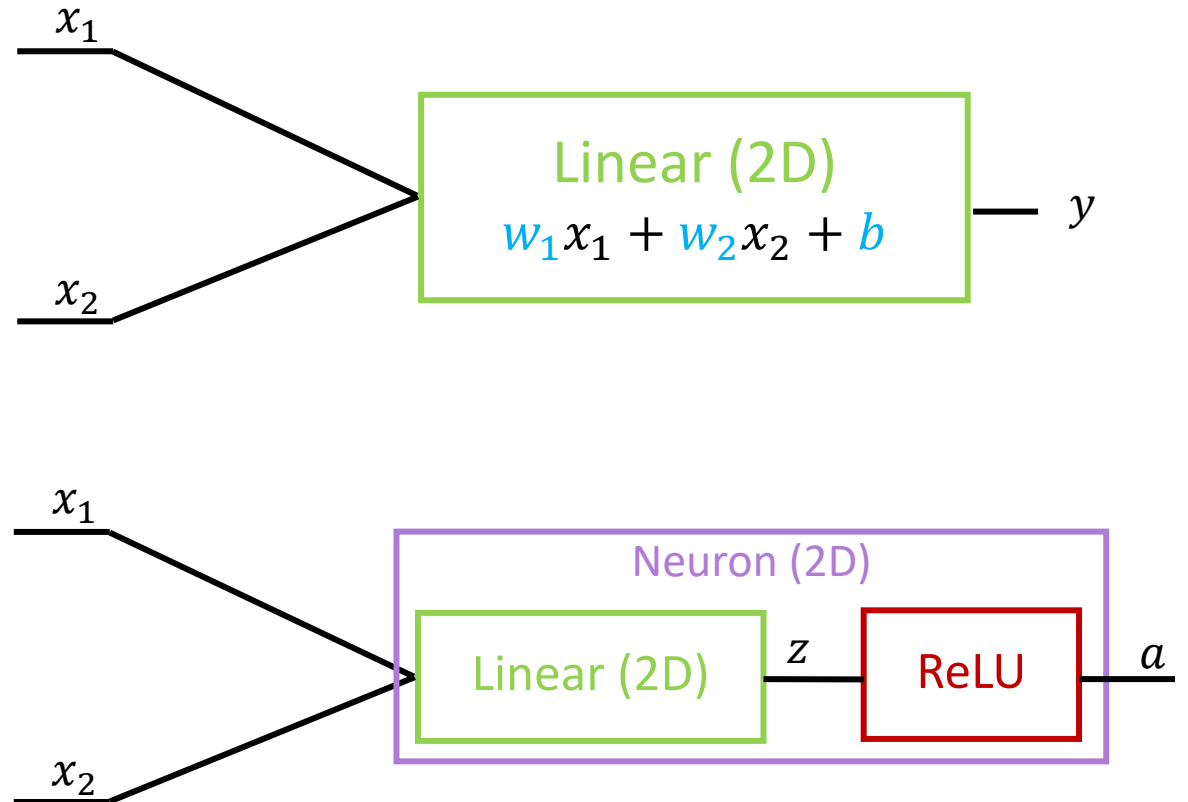 x₁
Linear (2D)
w₁x₁ + w₂x₂ + b
y
x₂
x₁
Neuron (2D)
Linear (2D)
z
ReLU
a
x₂